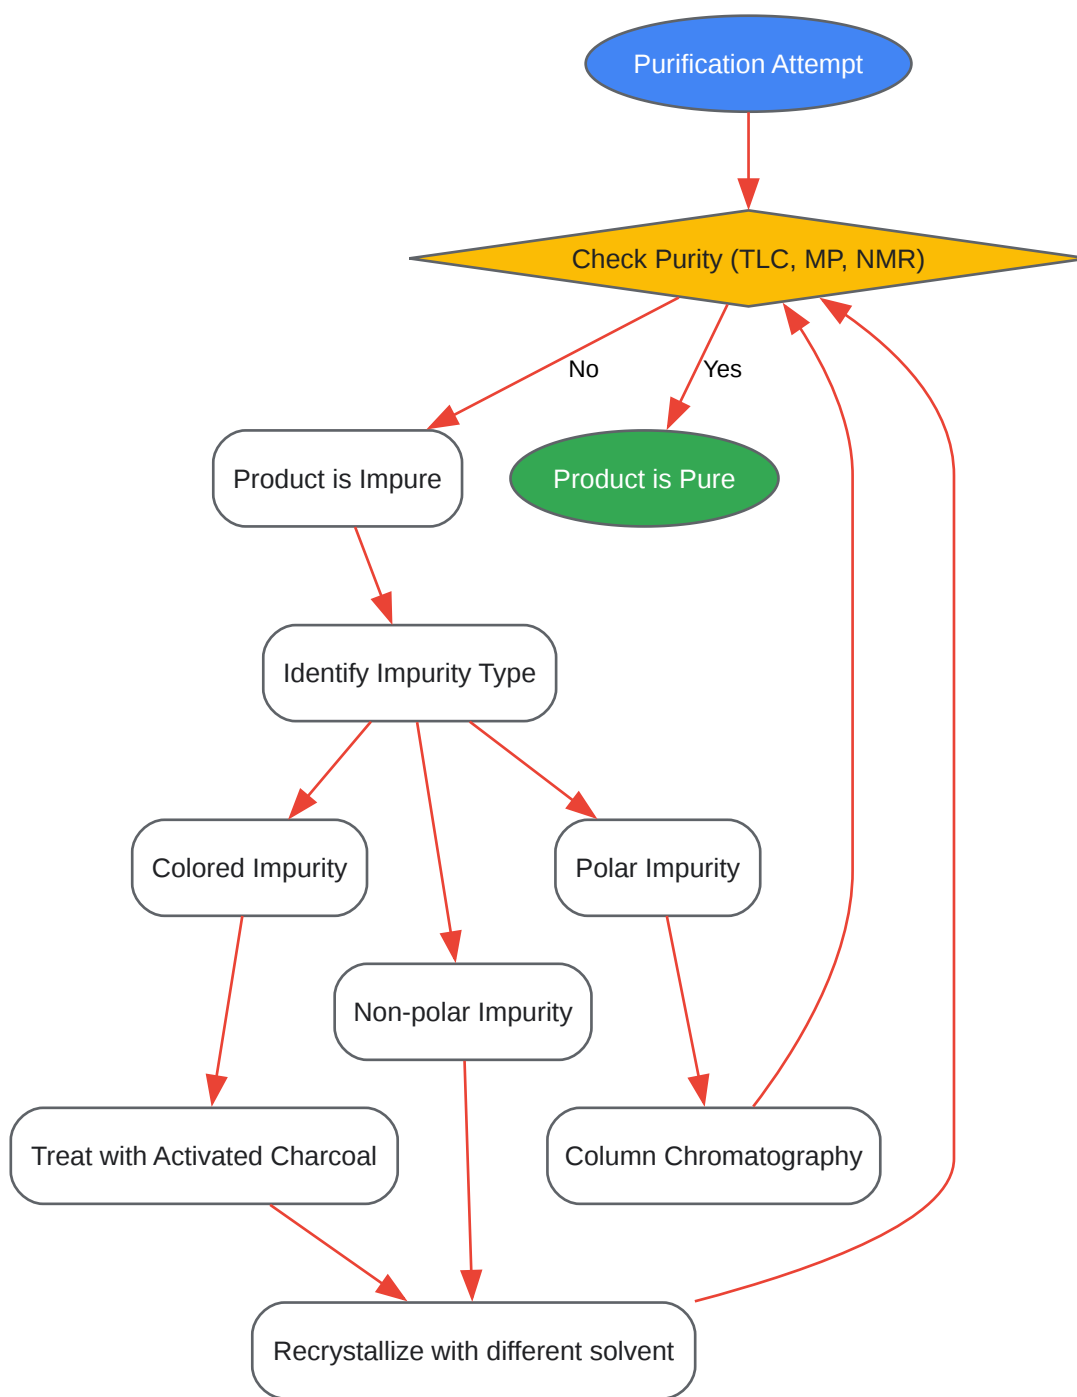 Purification Attempt
Check Purity (TLC, MP, NMR)
No
Yes
Product is Impure
Product is Pure
Identify Impurity Type
Colored Impurity
Polar Impurity
Non-polar Impurity
Treat with Activated Charcoal
Column Chromatography
Recrystallize with different solvent